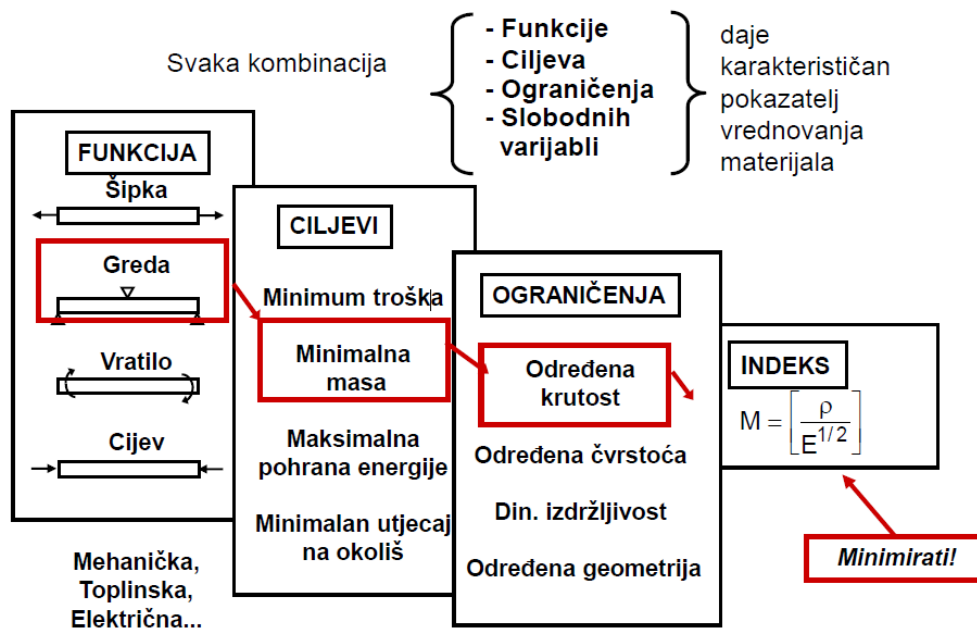 Svaka kombinacija
- Funkcije
- Ciljeva
- Ograničenja
- Slobodnih
varijabli
daje
karakterističan
pokazatelj
vrednovanja
materijala
FUNKCIJA
Šipka
Greda
Vratilo
Cijev
Mehanička,
Toplinska,
Električna...
CILJEVI
Minimum troška
Minimalna
masa
Maksimalna
pohrana energije
Minimalan utjecaj
na okoliš
OGRANIČENJA
Određena
krutost
Određena čvrstoća
Din. izdržljivost
Određena geometrija
INDEKS
M = [ρ / E^1/2]
Minimirati!